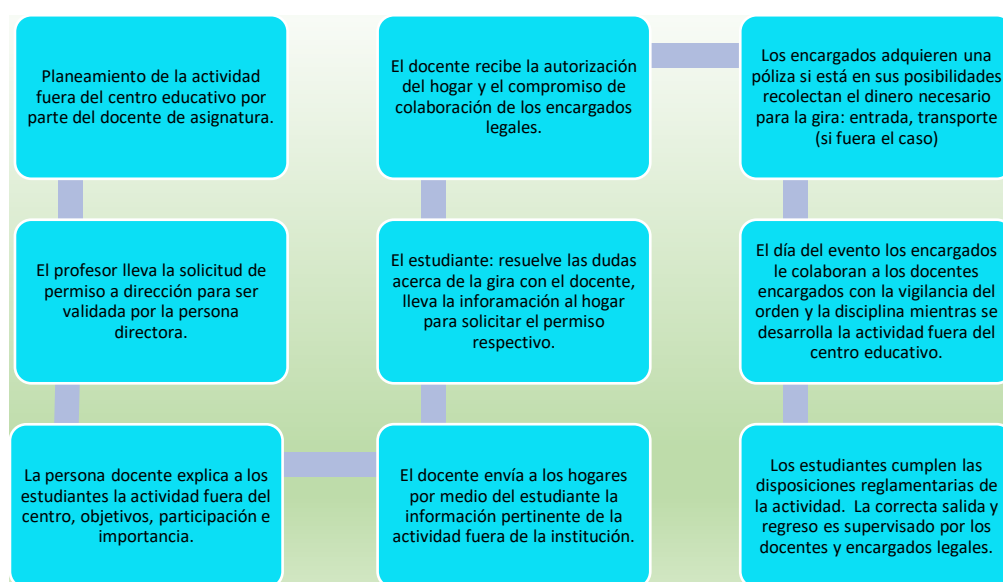 Planeamiento de la actividad
fuera del centro educativo por
parte del docente de asignatura.
El profesor lleva la solicitud de
permiso a dirección para ser
validada por la persona
directora.
La persona docente explica a los
estudiantes la actividad fuera del
centro, objetivos, participación e
importancia.
El docente envía a los hogares
por medio del estudiante la
información pertinente de la
actividad fuera de la institución.
El estudiante: resuelve las dudas
acerca de la gira con el docente,
lleva la inforamación al hogar
para solicitar el permiso
respectivo.
El docente recibe la autorización
del hogar y el compromiso de
colaboración de los encargados
legales.
Los encargados adquieren una
póliza si está en sus posibilidades
recolectan el dinero necesario
para la gira: entrada, transporte
(si fuera el caso)
El día del evento los encargados
le colaboran a los docentes
encargados con la vigilancia del
orden y la disciplina mientras se
desarrolla la actividad fuera del
centro educativo.
Los estudiantes cumplen las
disposiciones reglamentarias de
la actividad. La correcta salida y
regreso es supervisado por los
docentes y encargados legales.